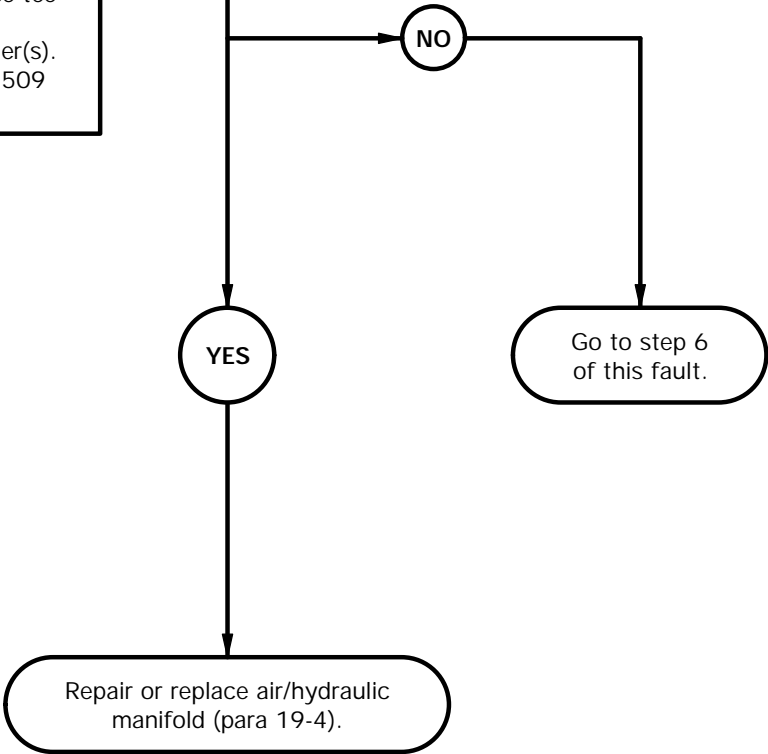 er(s).
509
NO
YES
Go to step 6
of this fault.
Repair or replace air/hydraulic
manifold (para 19-4).